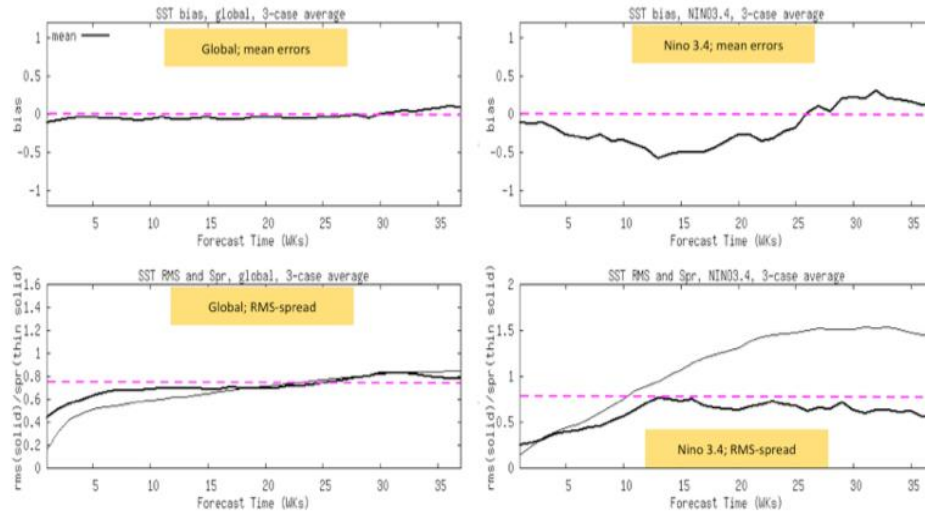 SST bias, global, 3-case average
mean
Global; mean errors
1
0.5
0
-0.5
-1
bias
5 10 15 20 25 30 35
Forecast Time (WKs)
SST bias, NINO3.4, 3-case average
Nino 3.4; mean errors
1
0.5
0
-0.5
-1
bias
5 10 15 20 25 30 35
Forecast Time (WKs)
SST RMS and Spr, global, 3-case average
Global; RMS-spread
1.6
1.4
1.2
1
0.8
0.6
0.4
0.2
0
rms(solid)/spr(thin solid)
5 10 15 20 25 30 35
Forecast Time (WKs)
SST RMS and Spr, NINO3.4, 3-case average
2
1.5
1
0.5
0
rms(solid)/spr(thin solid)
Nino 3.4; RMS-spread
5 10 15 20 25 30 35
Forecast Time (WKs)